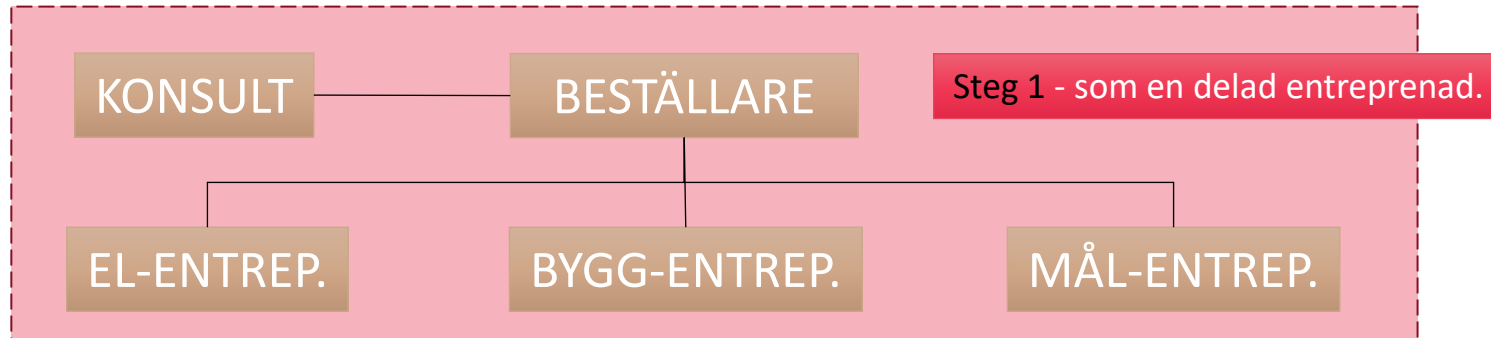 KONSULT
BESTÄLLARE
Steg 1 - som en delad entreprenad.
EL-ENTREP.
BYGG-ENTREP.
MÅL-ENTREP.